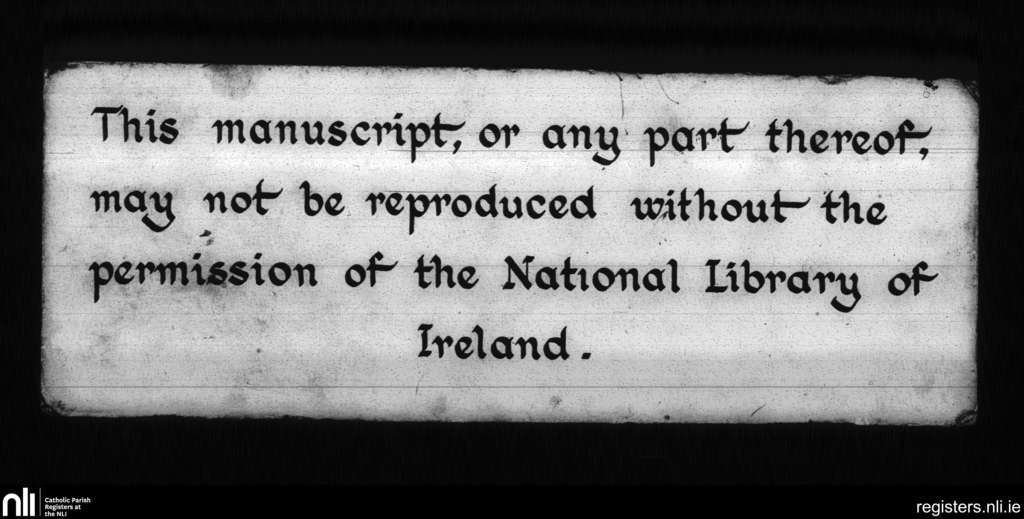 This manuscript, or any part thereof,
may not be reproduced without the
permission of the National Library of
Ireland.
nli
Catholic Parish
Registers at
the NLI
registers.nli.ie